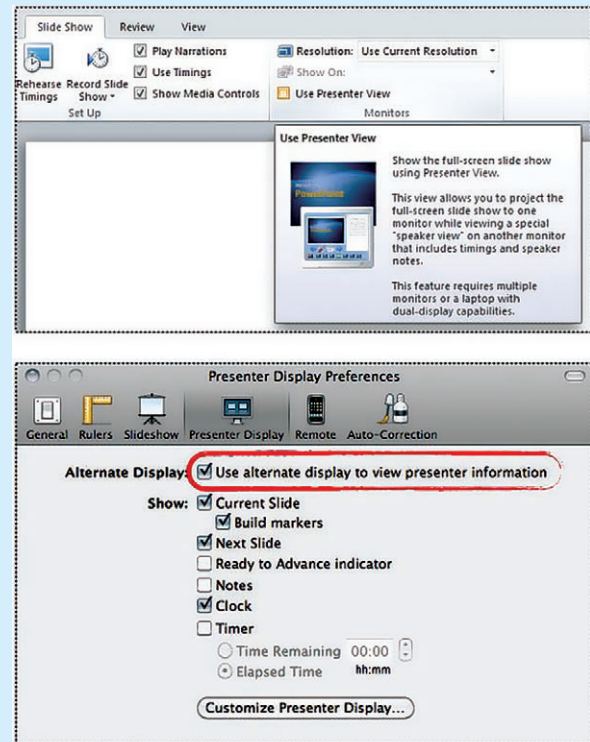 Slide Show Review View
Rehearse Timings
Record Slide Show
Play Narrations
Use Timings
Show Media Controls
Set Up
Resolution: Use Current Resolution
Show On:
Use Presenter View
Monitors
Use Presenter View
PowerPoint
Show the full-screen slide show
using Presenter View.
This view allows you to project the
full-screen slide show to one
monitor while viewing a special
"speaker view" on another monitor
that includes timings and speaker
notes.
This feature requires multiple
monitors or a laptop with
dual-display capabilities.
Presenter Display Preferences
General Rulers Slideshow Presenter Display Remote Auto-Correction
Alternate Display: Use alternate display to view presenter information
Show: Current Slide
Build markers
Next Slide
Ready to Advance indicator
Notes
Clock
Timer
Time Remaining 00:00
Elapsed Time hh:mm
Customize Presenter Display...